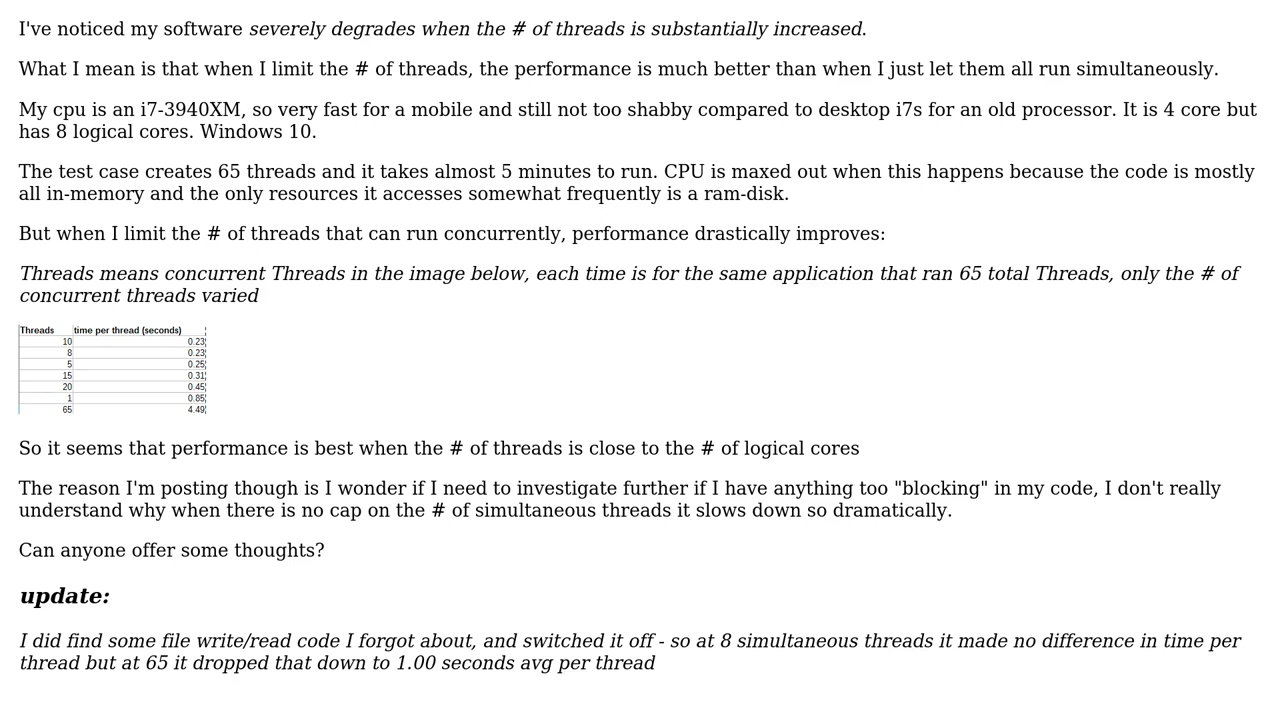 I've noticed my software severely degrades when the # of threads is substantially increased.
What I mean is that when I limit the # of threads, the performance is much better than when I just let them all run simultaneously.
My cpu is an i7-3940XM, so very fast for a mobile and still not too shabby compared to desktop i7s for an old processor. It is 4 core but
has 8 logical cores. Windows 10.
The test case creates 65 threads and it takes almost 5 minutes to run. CPU is maxed out when this happens because the code is mostly
all in-memory and the only resources it accesses somewhat frequently is a ram-disk.
But when I limit the # of threads that can run concurrently, performance drastically improves:
Threads means concurrent Threads in the image below, each time is for the same application that ran 65 total Threads, only the # of
concurrent threads varied
Threads time per thread (seconds)
10 0.23
8 0.23
5 0.25
15 0.31
20 0.45
1 0.85
65 4.49
So it seems that performance is best when the # of threads is close to the # of logical cores
The reason I'm posting though is I wonder if I need to investigate further if I have anything too "blocking" in my code, I don't really
understand why when there is no cap on the # of simultaneous threads it slows down so dramatically.
Can anyone offer some thoughts?
update:
I did find some file write/read code I forgot about, and switched it off - so at 8 simultaneous threads it made no difference in time per
thread but at 65 it dropped that down to 1.00 seconds avg per thread